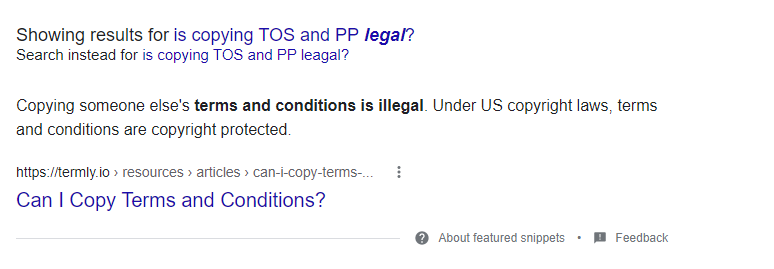 Showing results for is copying TOS and PP legal?
Search instead for is copying TOS and PP leagal?
Copying someone else's terms and conditions is illegal. Under US copyright laws, terms
and conditions are copyright protected.
https://termly.io › resources › articles › can-i-copy-terms-...
Can I Copy Terms and Conditions?
About featured snippets • Feedback